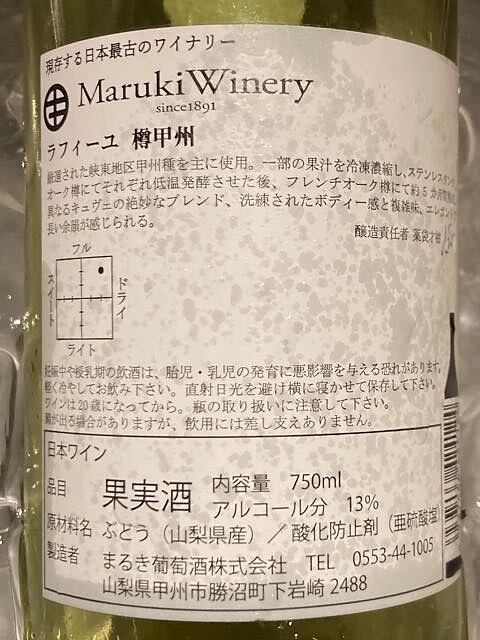 現存する日本最古のワイナリー
MarukiWinery
since1891
ラフィーユ 樽甲州
厳選された峡東地区甲州種を主に使用。一部の果汁を冷凍濃縮し、ステンレスタンク
オーク樽にてそれぞれ低温発酵させた後、フレンチオーク樽にて約5か月
異なるキュヴェの絶妙なブレンド、洗練されたボディー感と複雑味、エレガント
長い余韻が感じられる。
醸造責任者 薬袋才樹
フル
スイート
ドライ
ライト
妊娠中や授乳期の飲酒は、胎児・乳児の発育に悪影響を与える恐れがあります。
軽く冷やしてお飲み下さい。直射日光を避け横に寝かせて保存して下さい。
ワインは20歳になってから。瓶の取り扱いに注意して下さい。
澱が出る場合がありますが、飲用には差し支えありません。
日本ワイン
品目 果実酒 内容量 750ml
アルコール分 13%
原材料名 ぶどう（山梨県産）／酸化防止剤（亜硫酸塩）
製造者 まるき葡萄酒株式会社 TEL 0553-44-1005
山梨県甲州市勝沼町下岩崎 2488